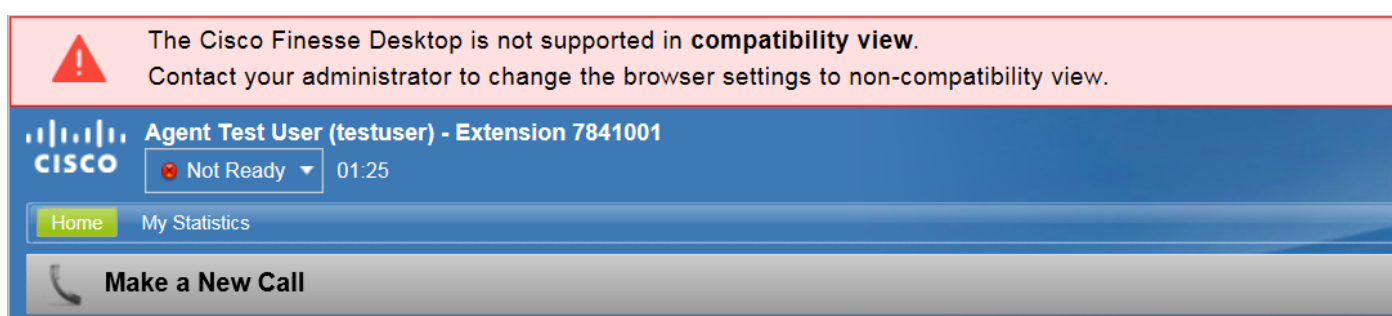 The Cisco Finesse Desktop is not supported in compatibility view.
Contact your administrator to change the browser settings to non-compatibility view.
CISCO
Agent Test User (testuser) - Extension 7841001
Not Ready
01:25
Home
My Statistics
Make a New Call